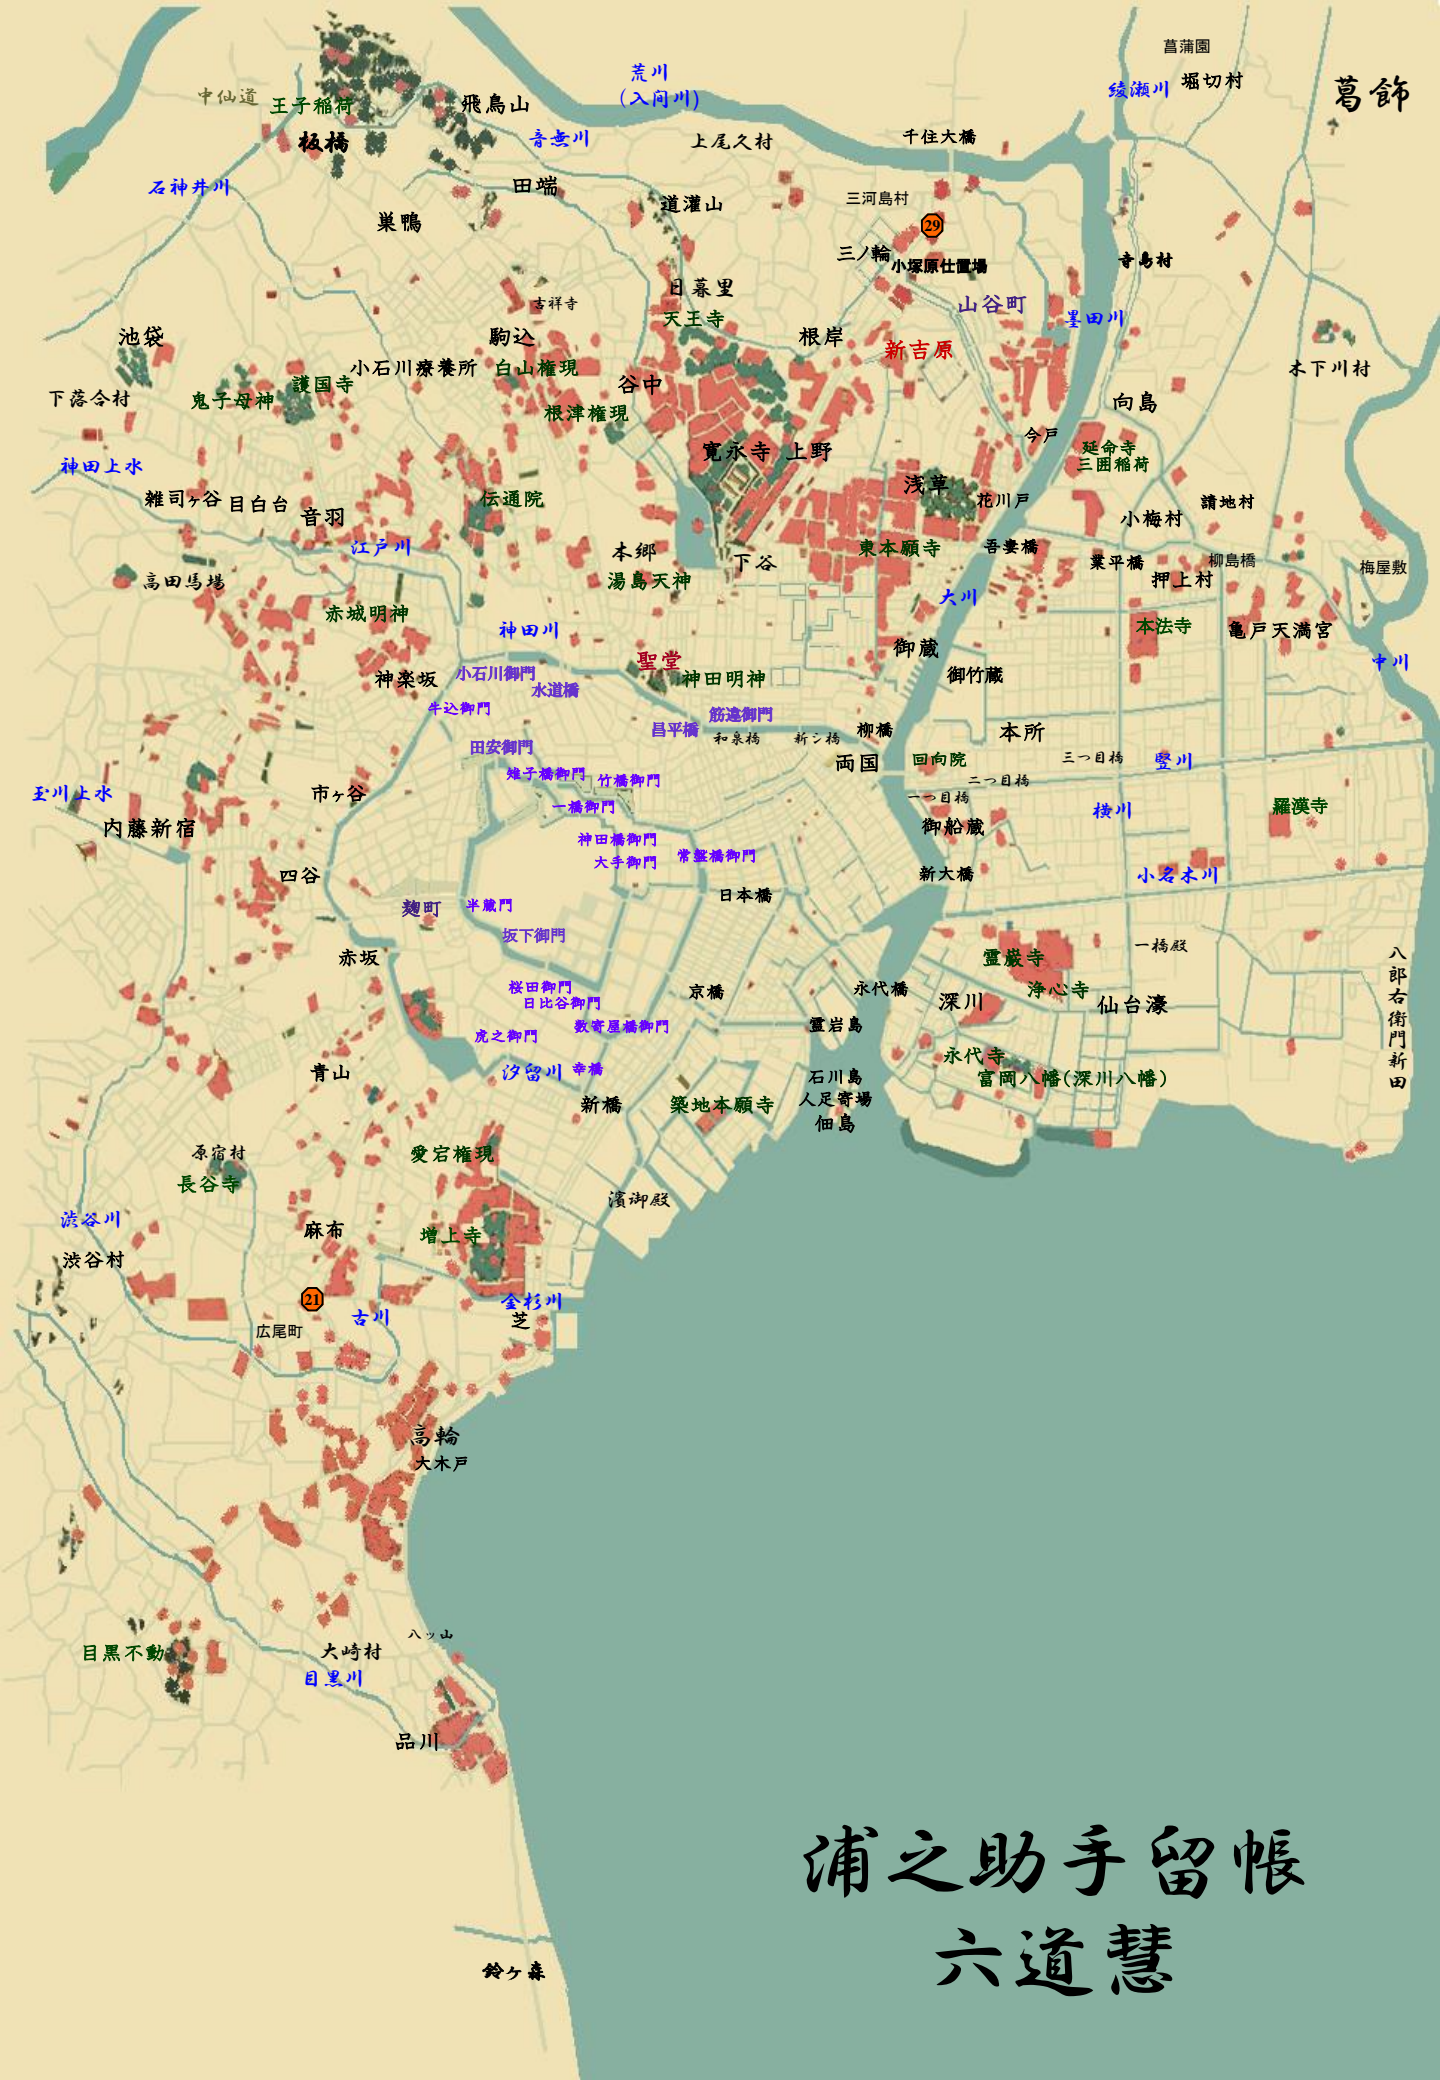 菖蒲園
荒川
(入间川)
綾瀬川
堀切村
葛飾
中仙道
王子稲荷
飛鳥山
板橋
音無川
上尾久村
千住大橋
石神井川
田端
道灌山
三河島村
巣鴨
29
三ノ輪
小塚原仕置場
寺島村
日暮里
吉祥寺
山谷町
天王寺
墨田川
池袋
駒込
根岸
新吉原
小石川療養所
白山権現
木下川村
護国寺
谷中
下落合村
鬼子母神
根津権現
向島
今戸
延命寺
三囲稲荷
寛永寺
上野
神田上水
浅草
雑司ヶ谷
目白台
伝通院
花川戸
請地村
音羽
小梅村
江戸川
本郷
東本願寺
吾妻橋
下谷
業平橋
柳島橋
梅屋敷
高田馬場
湯島天神
押上村
大川
赤城明神
本法寺
亀戸天満宮
神田川
御蔵
聖堂
中川
神楽坂
小石川御門
神田明神
御竹蔵
水道橋
牛込御門
筋違御門
昌平橋
和泉橋
新シ橋
柳橋
本所
田安御門
両国
回向院
三つ目橋
竪川
雉子橋御門
竹橋御門
二つ目橋
玉川上水
市ヶ谷
一橋御門
一つ目橋
横川
羅漢寺
内藤新宿
御船蔵
神田橋御門
常盤橋御門
大手御門
四谷
新大橋
小名木川
日本橋
麹町
半蔵門
坂下御門
赤坂
霊巌寺
一橋殿
桜田御門
京橋
永代橋
浄心寺
日比谷御門
深川
仙台濠
八郎右衛門新田
数寄屋橋御門
霊岩島
虎之御門
永代寺
青山
汐留川
幸橋
石川島
富岡八幡(深川八幡)
人足寄場
新橋
築地本願寺
佃島
原宿村
愛宕権現
長谷寺
濱御殿
渋谷川
麻布
増上寺
渋谷村
21
金杉川
古川
芝
広尾町
高輪
大木戸
八ッ山
目黒不動
大崎村
目黒川
品川
浦之助手留帳
六道慧
鈴ヶ森